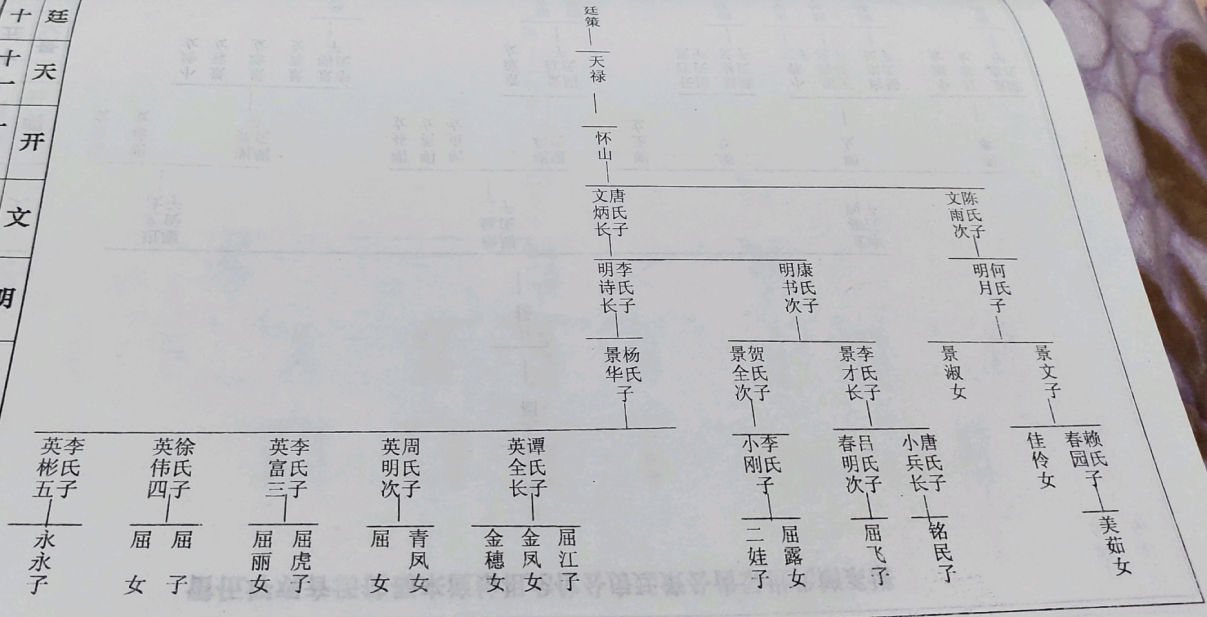 十 廷
十一 天
开
文
明
廷策
天禄
怀山
文炳长 唐氏子
文雨次 陈氏子
明诗长 李氏子
明书次 康氏子
明月 何氏子
景华 杨氏子
景全次 贺氏子
景才长 李氏子
景淑女
景文子
英彬五 李氏子
英伟四 徐氏子
英富三 李氏子
英明次 周氏子
英全长 谭氏子
小刚 李氏子
春明次 吕氏子
小兵长 唐氏子
佳伶女
春园 赖氏子
永永子
屈 女
屈 子
屈丽女
屈虎子
屈 女
青凤女
金穗女
金凤女
屈江子
二娃子
屈露女
屈飞子
铭民子
美茹女